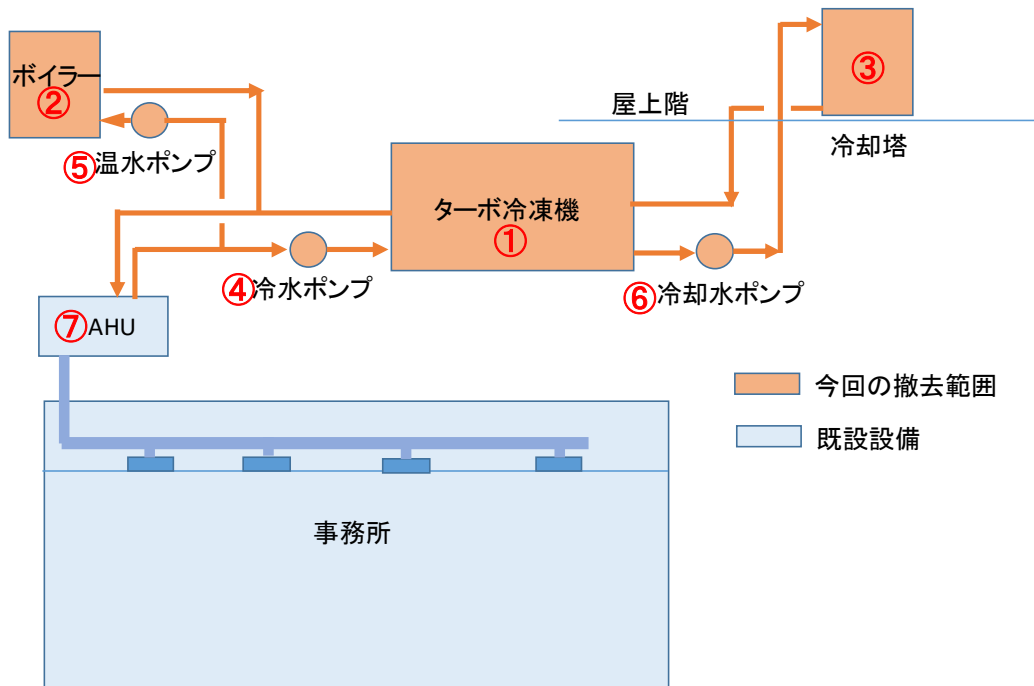 ボイラー
②
③
屋上階
冷却塔
⑤温水ポンプ
ターボ冷凍機
①
④冷水ポンプ
⑥冷却水ポンプ
⑦AHU
今回の撤去範囲
既設設備
事務所